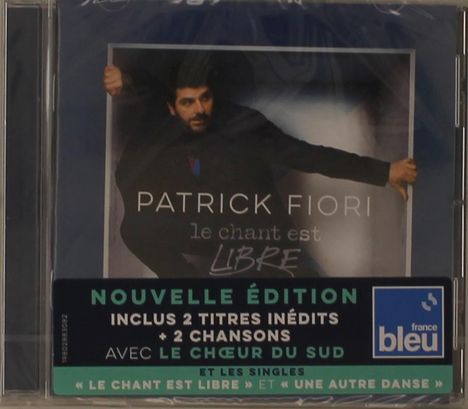 PATRICK FIORI
le chant est
LIBRE
NOUVELLE ÉDITION
INCLUS 2 TITRES INÉDITS
+ 2 CHANSONS
AVEC LE CHŒUR DU SUD
ET LES SINGLES
« LE CHANT EST LIBRE » ET « UNE AUTRE DANSE »
france
bleu
19802883082